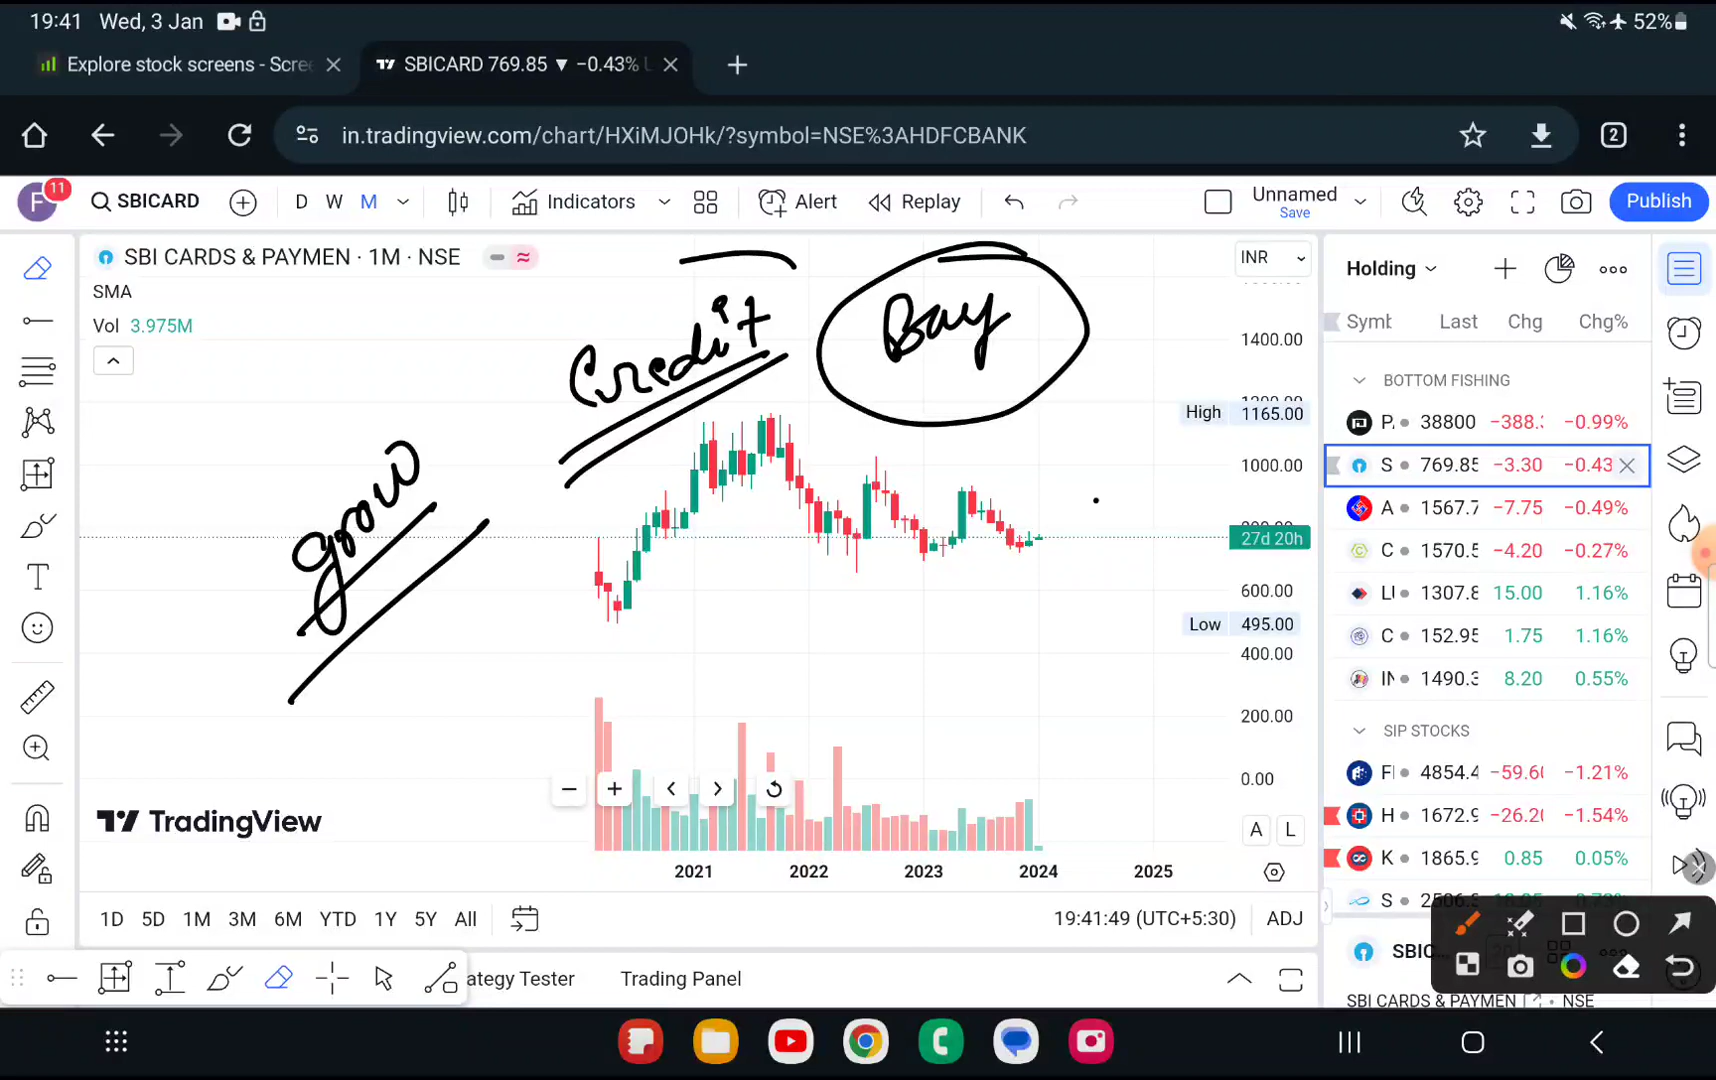 19:41 Wed, 3 Jan 52%
Explore stock screens - Scre
SBICARD 769.85 ▼ −0.43%
in.tradingview.com/chart/HXiMJOHk/?symbol=NSE%3AHDFCBANK 2
F 11 SBICARD D W M Indicators Alert Replay Unnamed Save Publish
SBI CARDS & PAYMEN · 1M · NSE
SMA
Vol 3.975M
Credit
Bay
grow
INR
1400.00
High 1165.00
1000.00
27d 20h
600.00
Low 495.00
400.00
200.00
0.00
A L
TradingView
2021 2022 2023 2024 2025
1D 5D 1M 3M 6M YTD 1Y 5Y All 19:41:49 (UTC+5:30) ADJ
ategy Tester Trading Panel
Holding
Symb Last Chg Chg%
BOTTOM FISHING
P. 38800 −388. −0.99%
S 769.85 −3.30 −0.43
A 1567.7 −7.75 −0.49%
C 1570.5 −4.20 −0.27%
1307.8 15.00 1.16%
C 152.95 1.75 1.16%
1490.3 8.20 0.55%
SIP STOCKS
4854.4 −59.60 −1.21%
H 1672.9 −26.20 −1.54%
K 1865.9 0.85 0.05%
S
SBIC
SBI CARDS & PAYMEN NSE